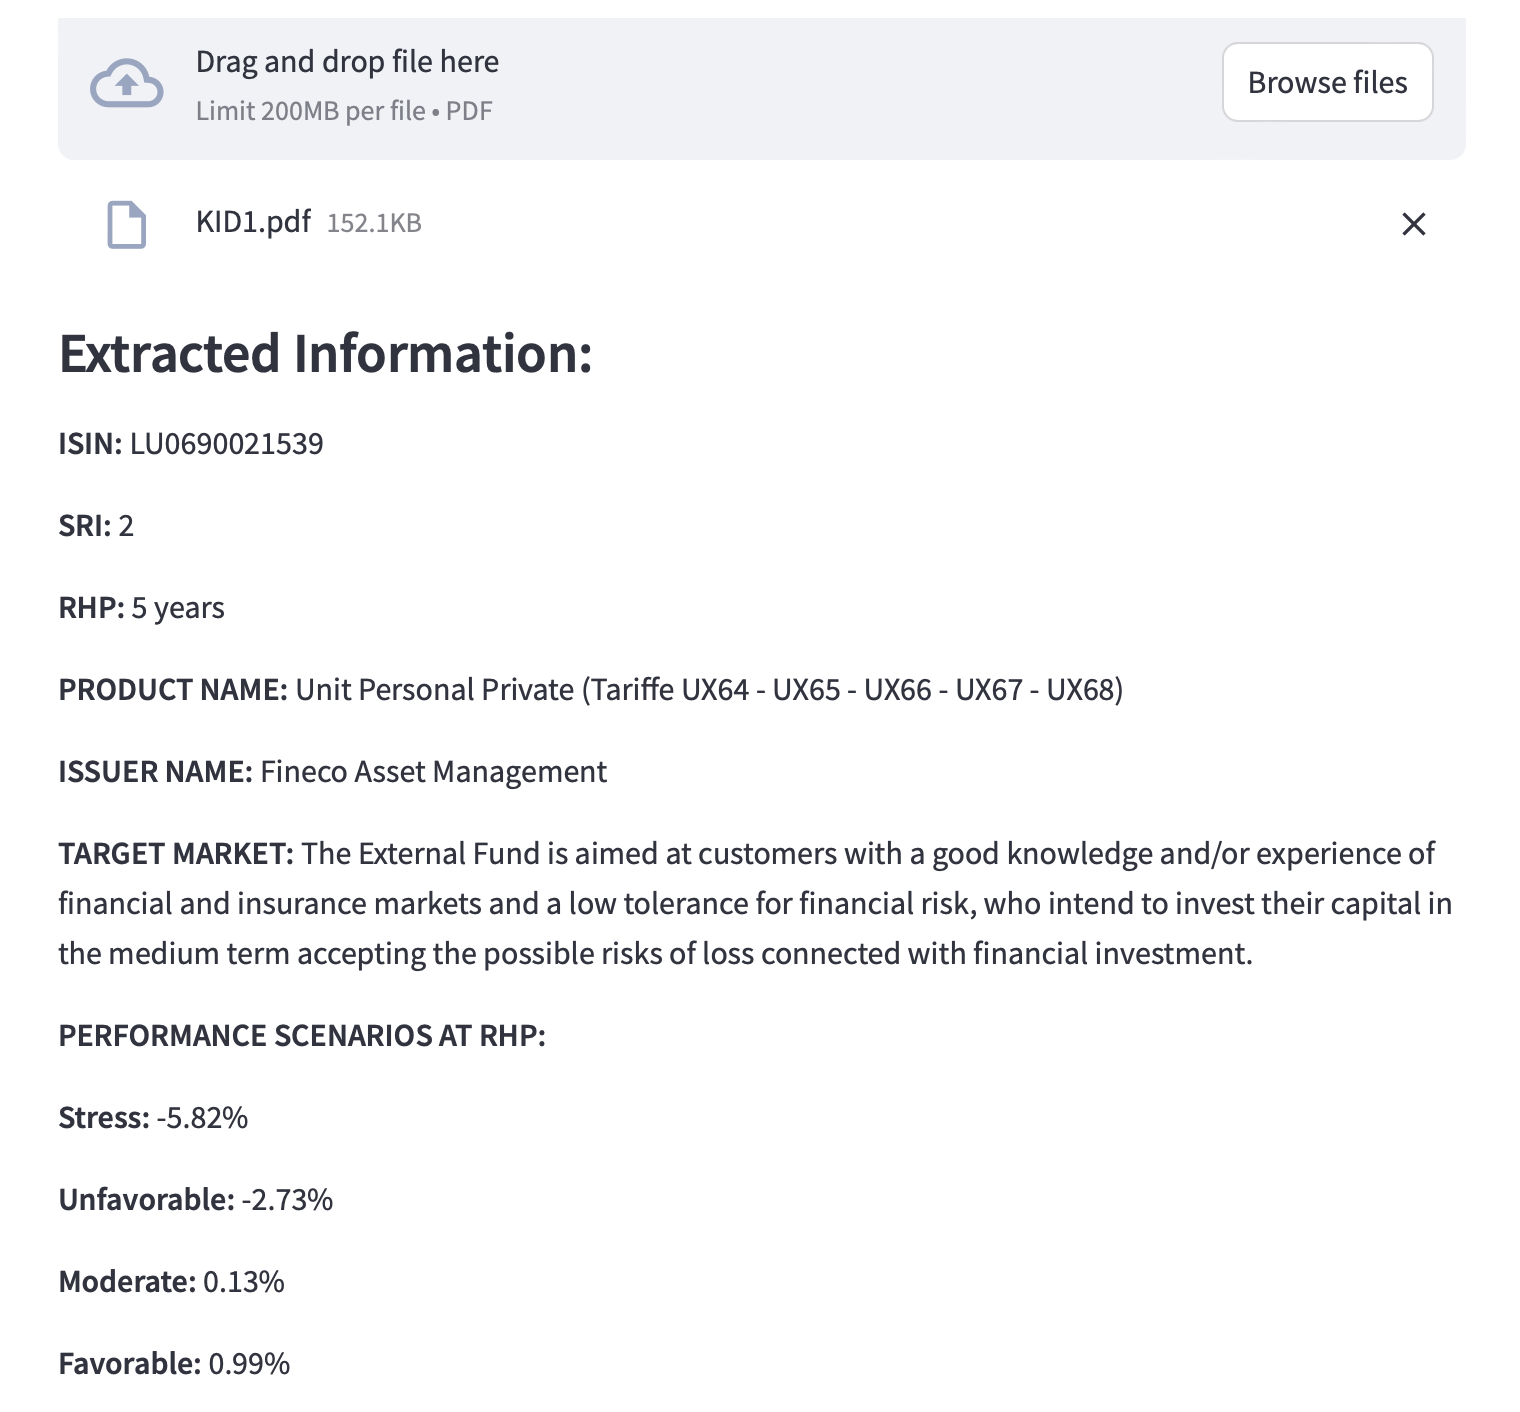 Drag and drop file here
Limit 200MB per file • PDF
Browse files
KID1.pdf 152.1KB
Extracted Information:
ISIN: LU0690021539
SRI: 2
RHP: 5 years
PRODUCT NAME: Unit Personal Private (Tariffe UX64 - UX65 - UX66 - UX67 - UX68)
ISSUER NAME: Fineco Asset Management
TARGET MARKET: The External Fund is aimed at customers with a good knowledge and/or experience of
financial and insurance markets and a low tolerance for financial risk, who intend to invest their capital in
the medium term accepting the possible risks of loss connected with financial investment.
PERFORMANCE SCENARIOS AT RHP:
Stress: -5.82%
Unfavorable: -2.73%
Moderate: 0.13%
Favorable: 0.99%